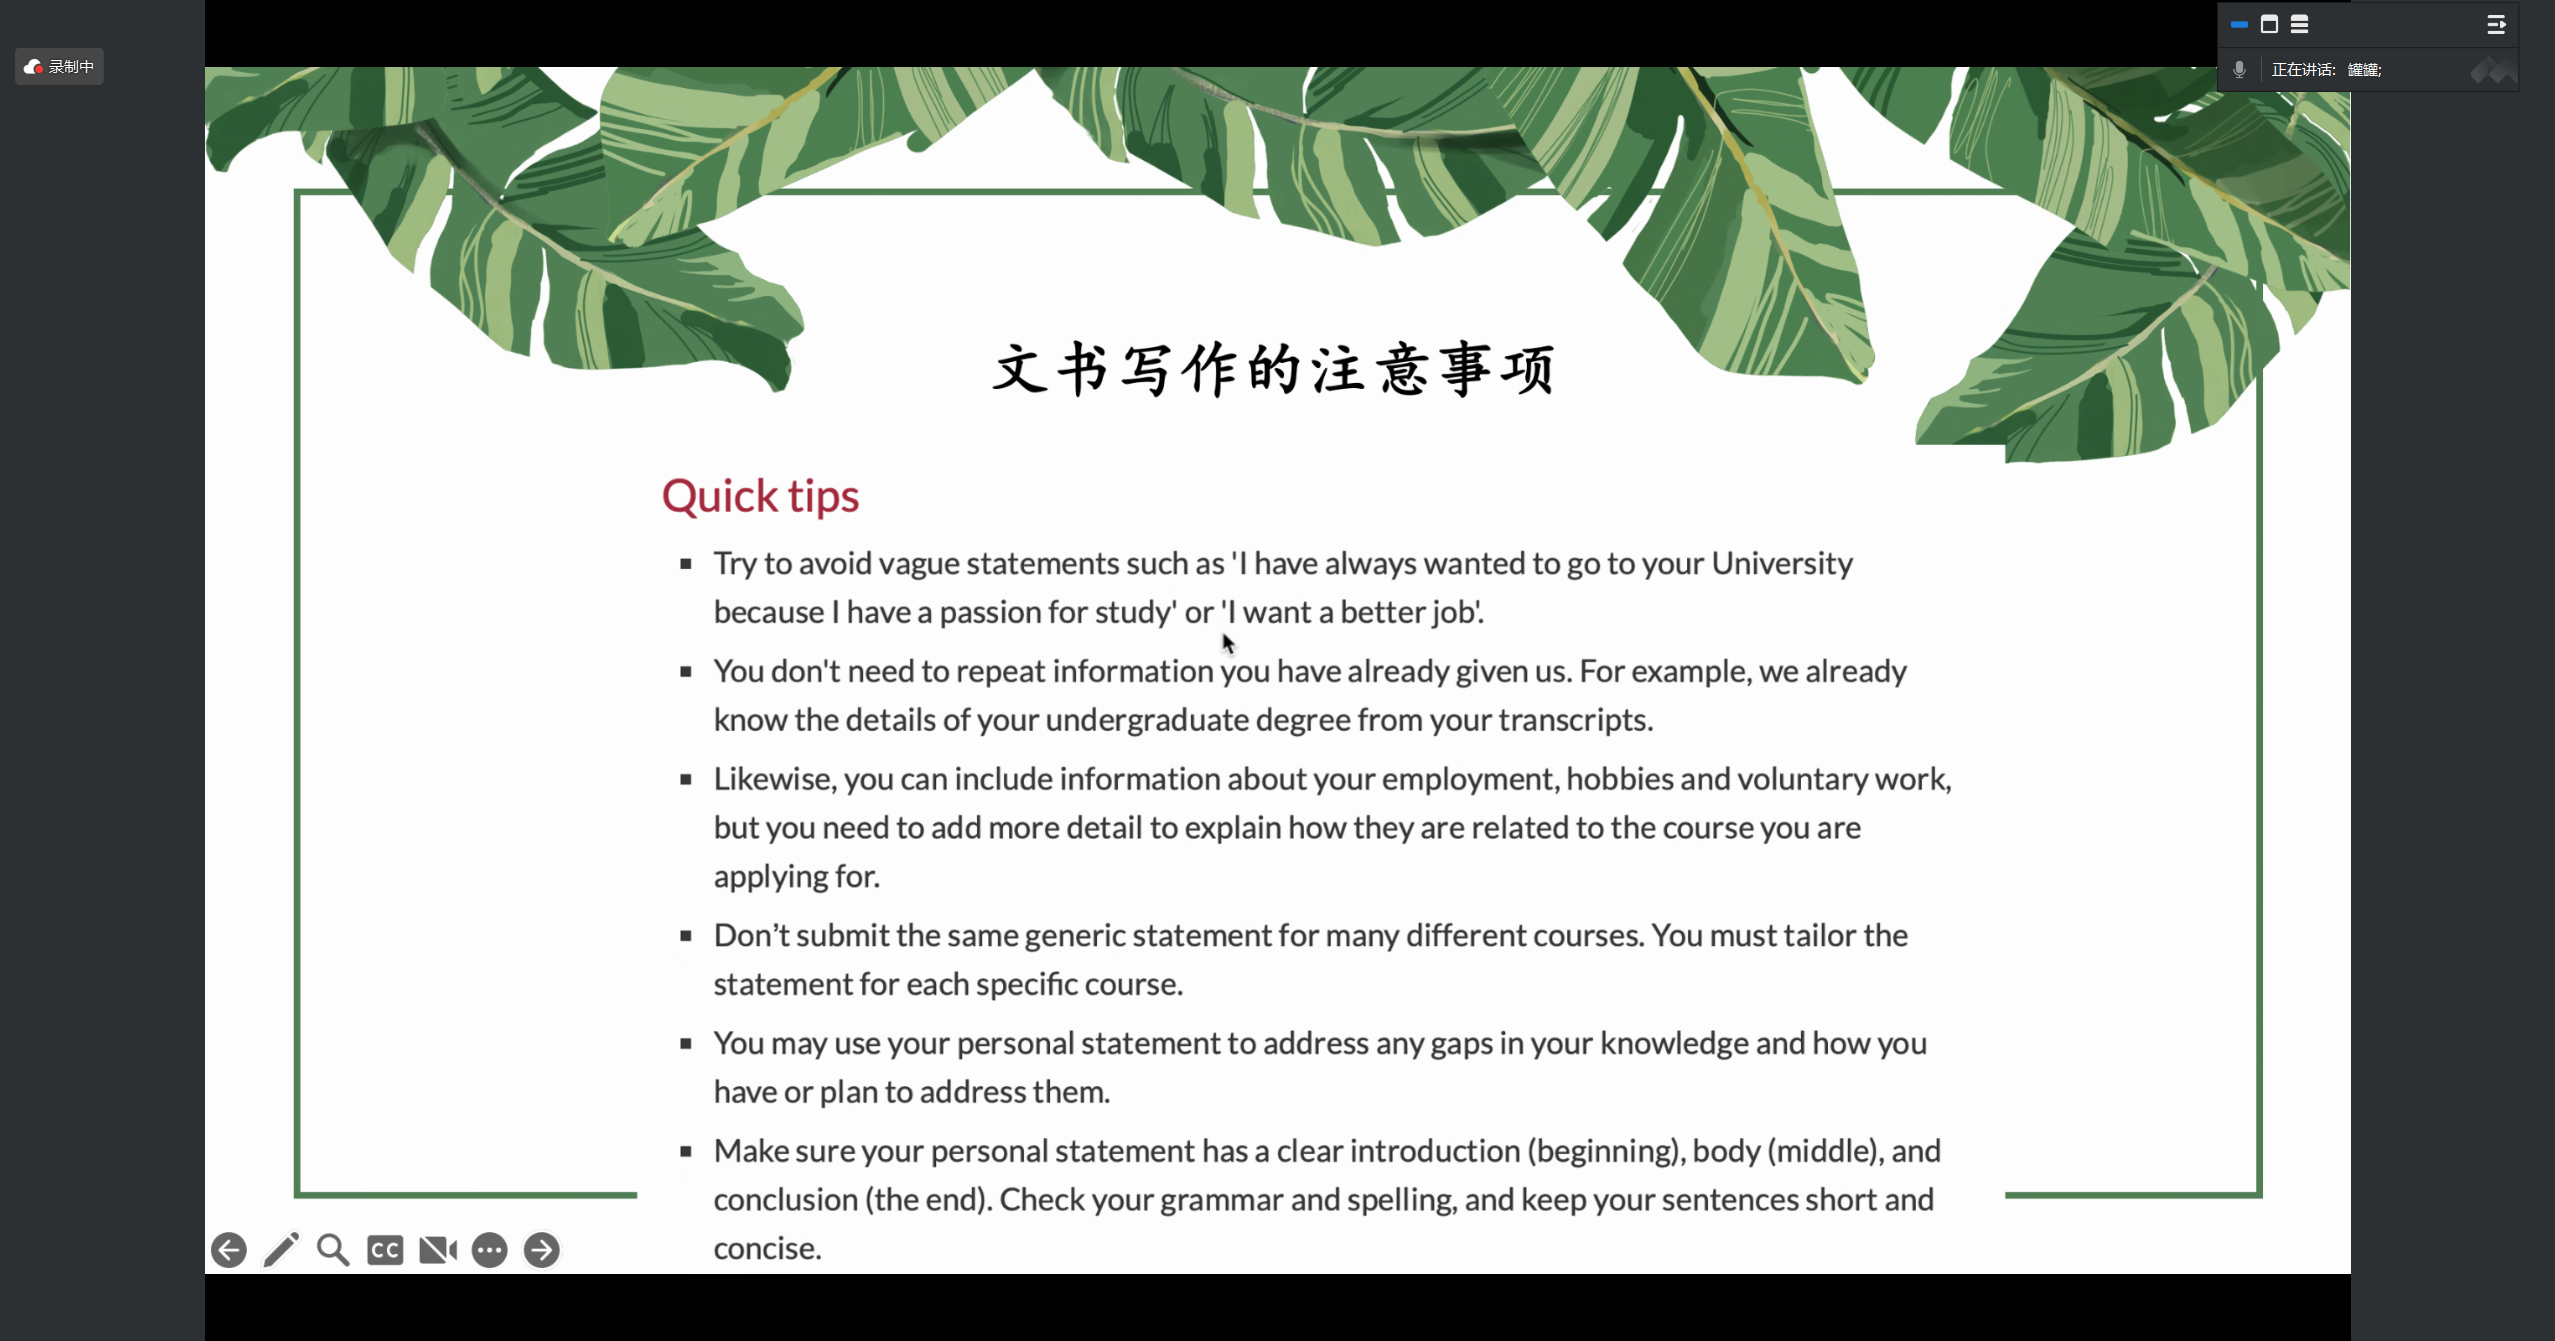 录制中
正在讲话: 罐罐;
文书写作的注意事项
Quick tips
Try to avoid vague statements such as 'I have always wanted to go to your University
because I have a passion for study' or 'I want a better job'.
You don't need to repeat information you have already given us. For example, we already
know the details of your undergraduate degree from your transcripts.
Likewise, you can include information about your employment, hobbies and voluntary work,
but you need to add more detail to explain how they are related to the course you are
applying for.
Don’t submit the same generic statement for many different courses. You must tailor the
statement for each specific course.
You may use your personal statement to address any gaps in your knowledge and how you
have or plan to address them.
Make sure your personal statement has a clear introduction (beginning), body (middle), and
conclusion (the end). Check your grammar and spelling, and keep your sentences short and
concise.
CC